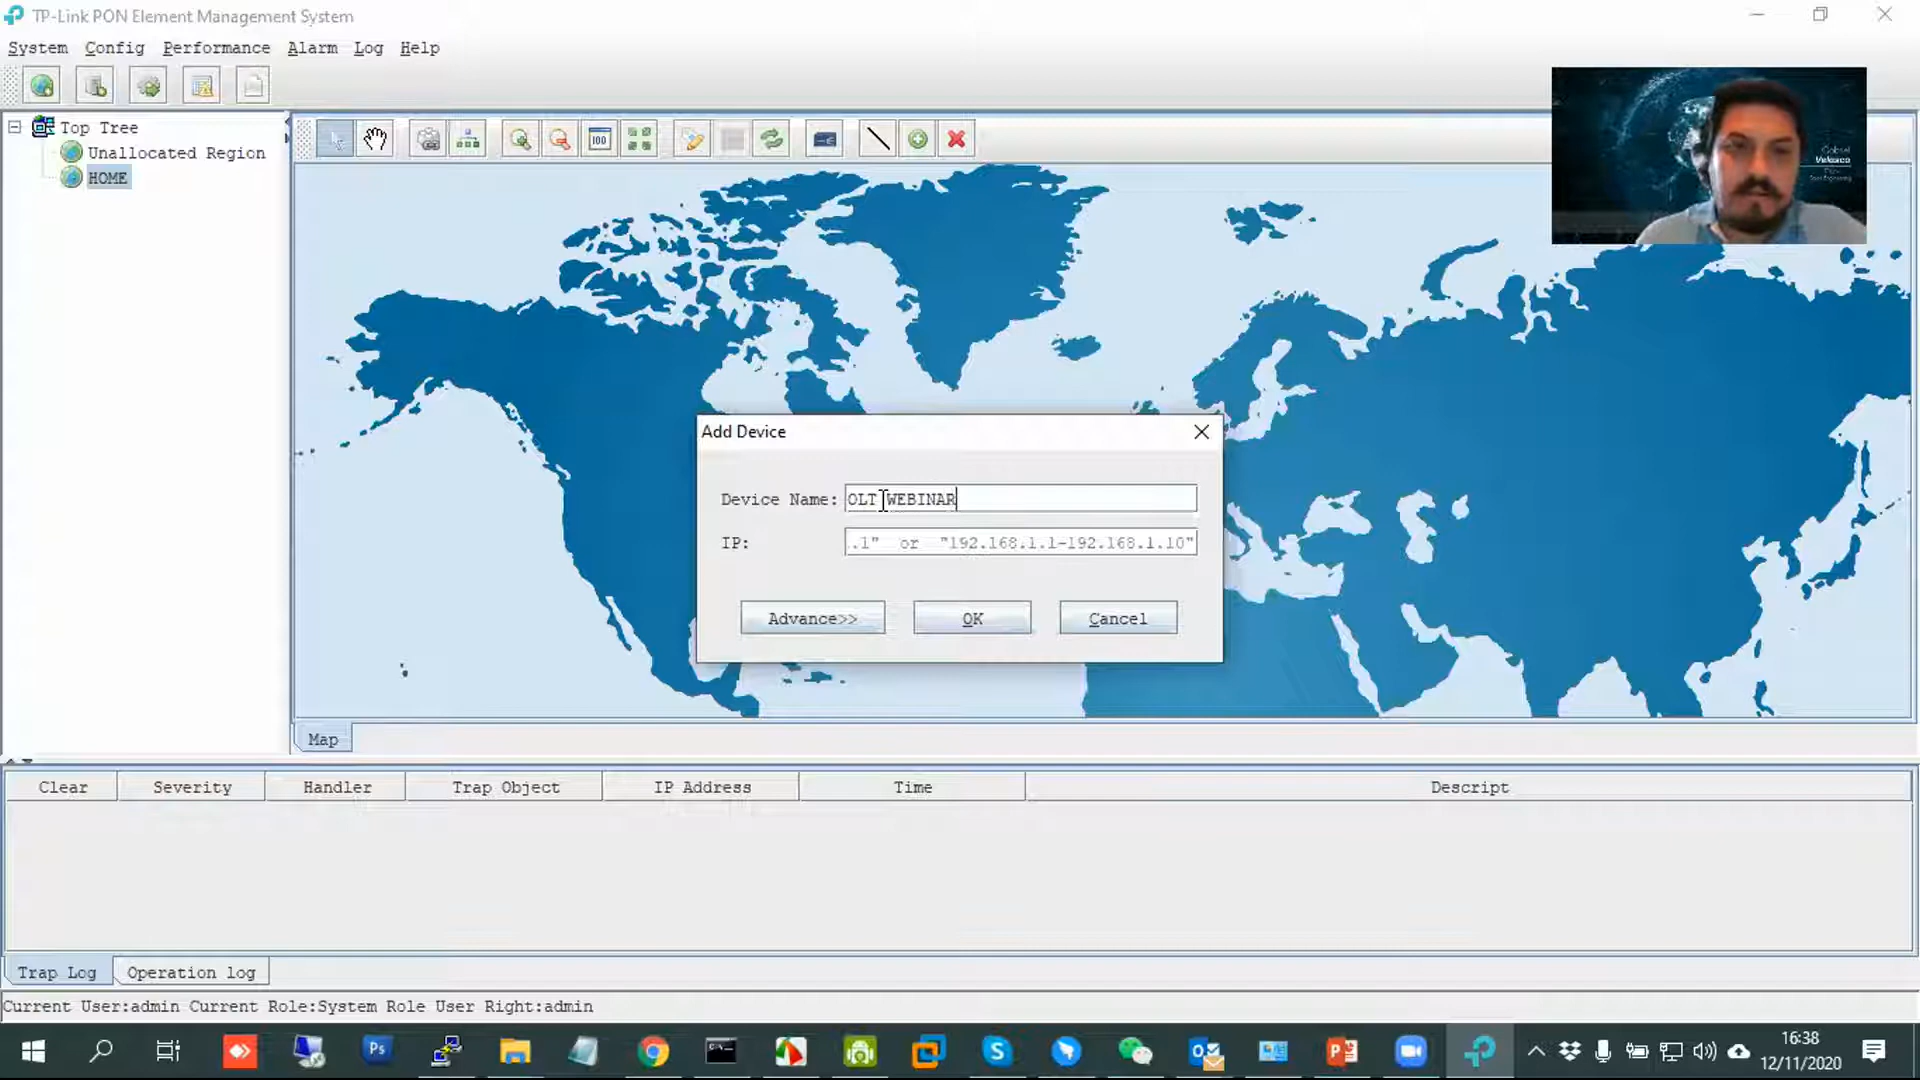 TP-Link PON Element Management System
System Config Performance Alarm Log Help
Top Tree
Unallocated Region
HOME
100
Velasco
Add Device
Device Name: OLT WEBINAR
IP: .1" or "192.168.1.1-192.168.1.10"
Advance>> OK Cancel
Map
Clear Severity Handler Trap Object IP Address Time Descript
Trap Log Operation log
Current User:admin Current Role:System Role User Right:admin
Ps
16:38
12/11/2020